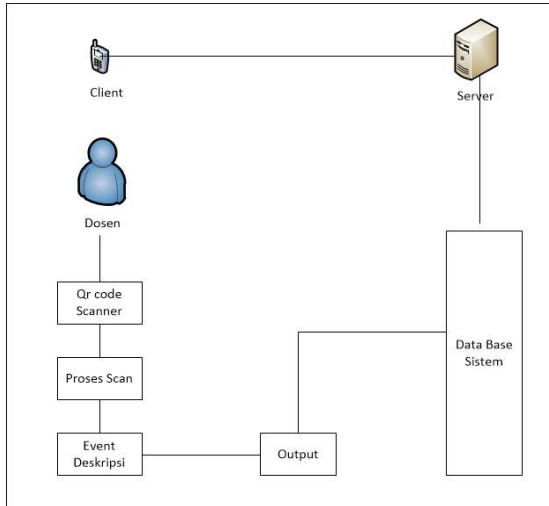 Client
Server
Dosen
Qr code
Scanner
Proses Scan
Event
Deskripsi
Output
Data Base
Sistem